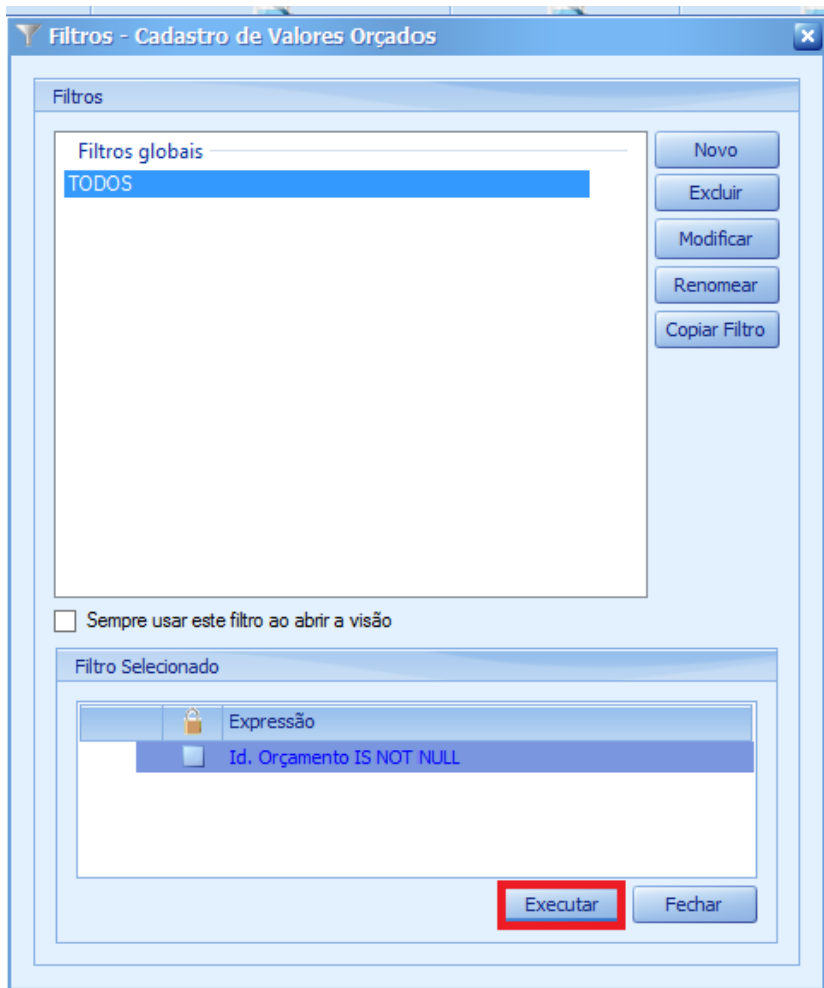 Filtros - Cadastro de Valores Orçados
Filtros
Filtros globais
TODOS
Novo
Excluir
Modificar
Renomear
Copiar Filtro
Sempre usar este filtro ao abrir a visão
Filtro Selecionado
Expressão
Id. Orçamento IS NOT NULL
Executar
Fechar